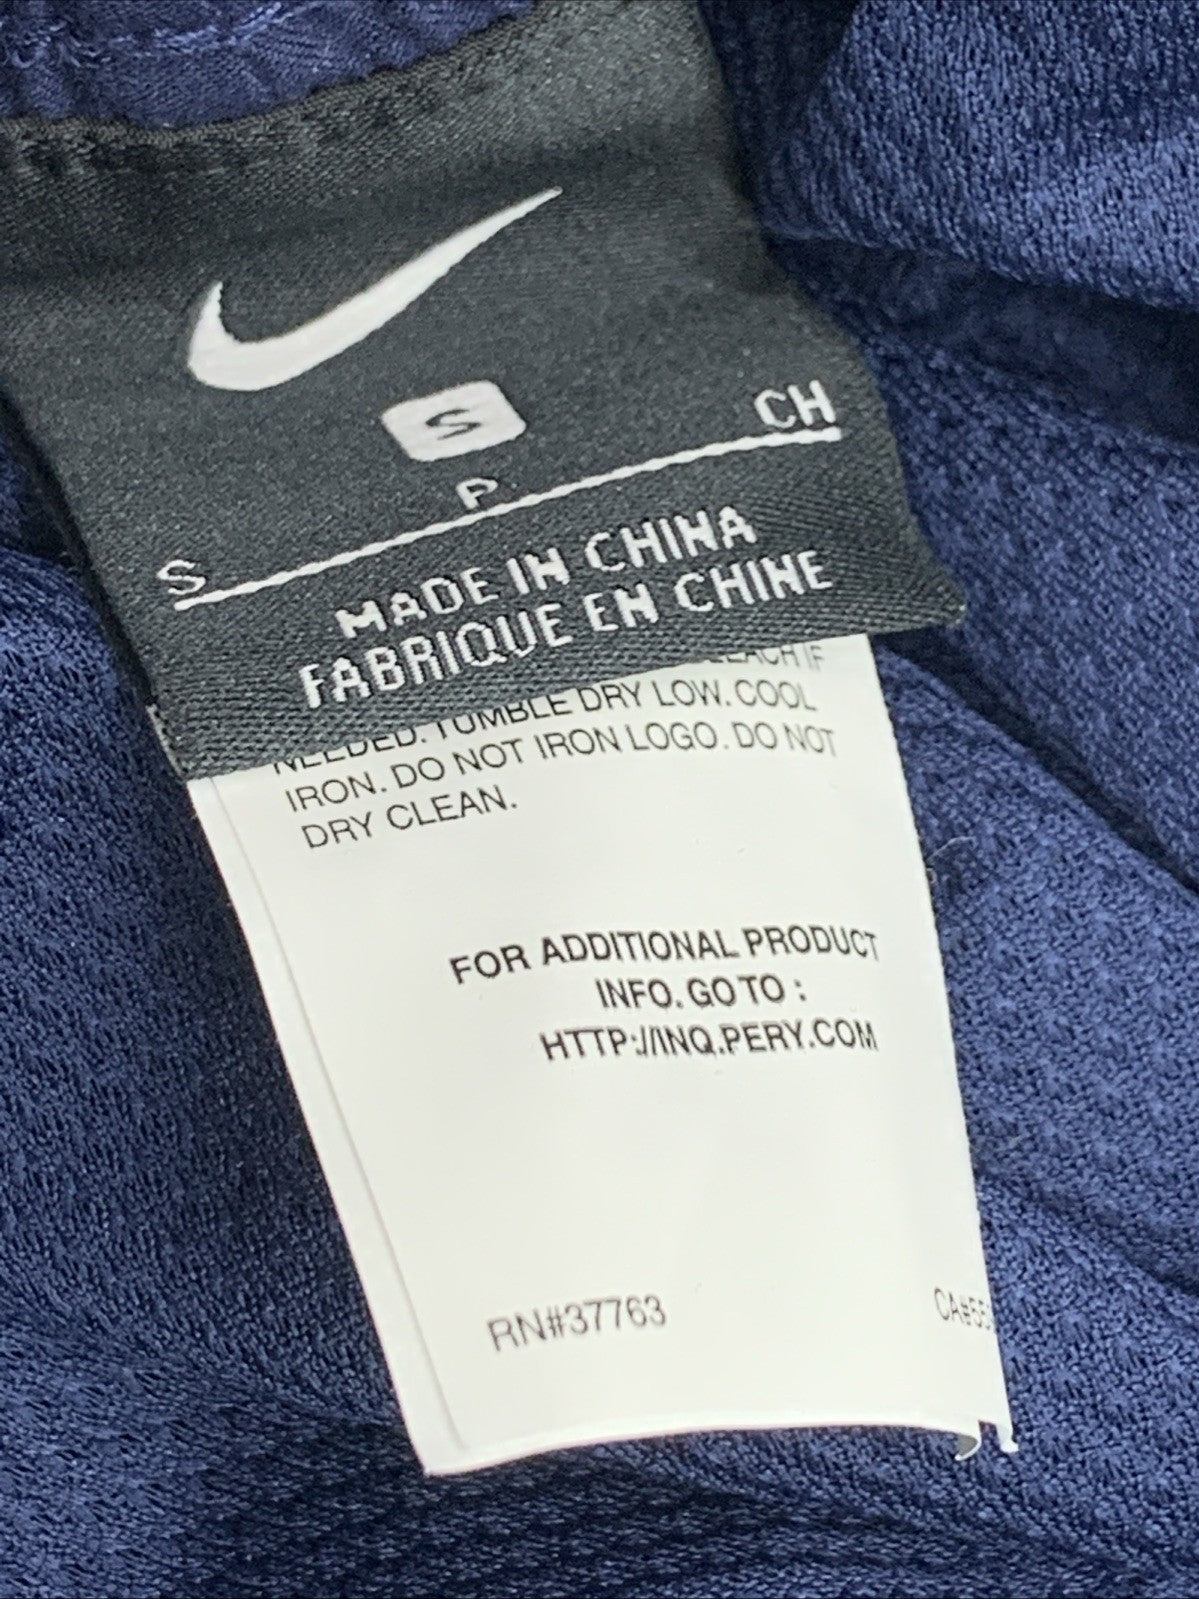 S
CH
P
S
MADE IN CHINA
FABRIQUE EN CHINE
IF
NEEDED. TUMBLE DRY LOW. COOL
IRON. DO NOT IRON LOGO. DO NOT
DRY CLEAN.
FOR ADDITIONAL PRODUCT
INFO. GO TO :
HTTP://INQ.PERY.COM
RN#37763